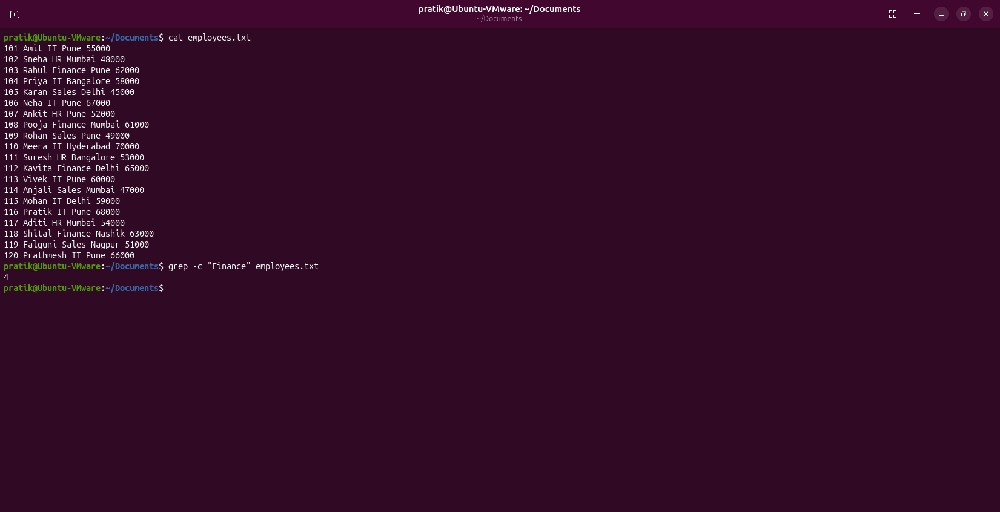 pratik@Ubuntu-VMware: ~/Documents
~/Documents
pratik@Ubuntu-VMware:~/Documents$ cat employees.txt
101 Amit IT Pune 55000
102 Sneha HR Mumbai 48000
103 Rahul Finance Pune 62000
104 Priya IT Bangalore 58000
105 Karan Sales Delhi 45000
106 Neha IT Pune 67000
107 Ankit HR Pune 52000
108 Pooja Finance Mumbai 61000
109 Rohan Sales Pune 49000
110 Meera IT Hyderabad 70000
111 Suresh HR Bangalore 53000
112 Kavita Finance Delhi 65000
113 Vivek IT Pune 60000
114 Anjali Sales Mumbai 47000
115 Mohan IT Delhi 59000
116 Pratik IT Pune 68000
117 Aditi HR Mumbai 54000
118 Shital Finance Nashik 63000
119 Falguni Sales Nagpur 51000
120 Prathmesh IT Pune 66000
pratik@Ubuntu-VMware:~/Documents$ grep -c "Finance" employees.txt
4
pratik@Ubuntu-VMware:~/Documents$